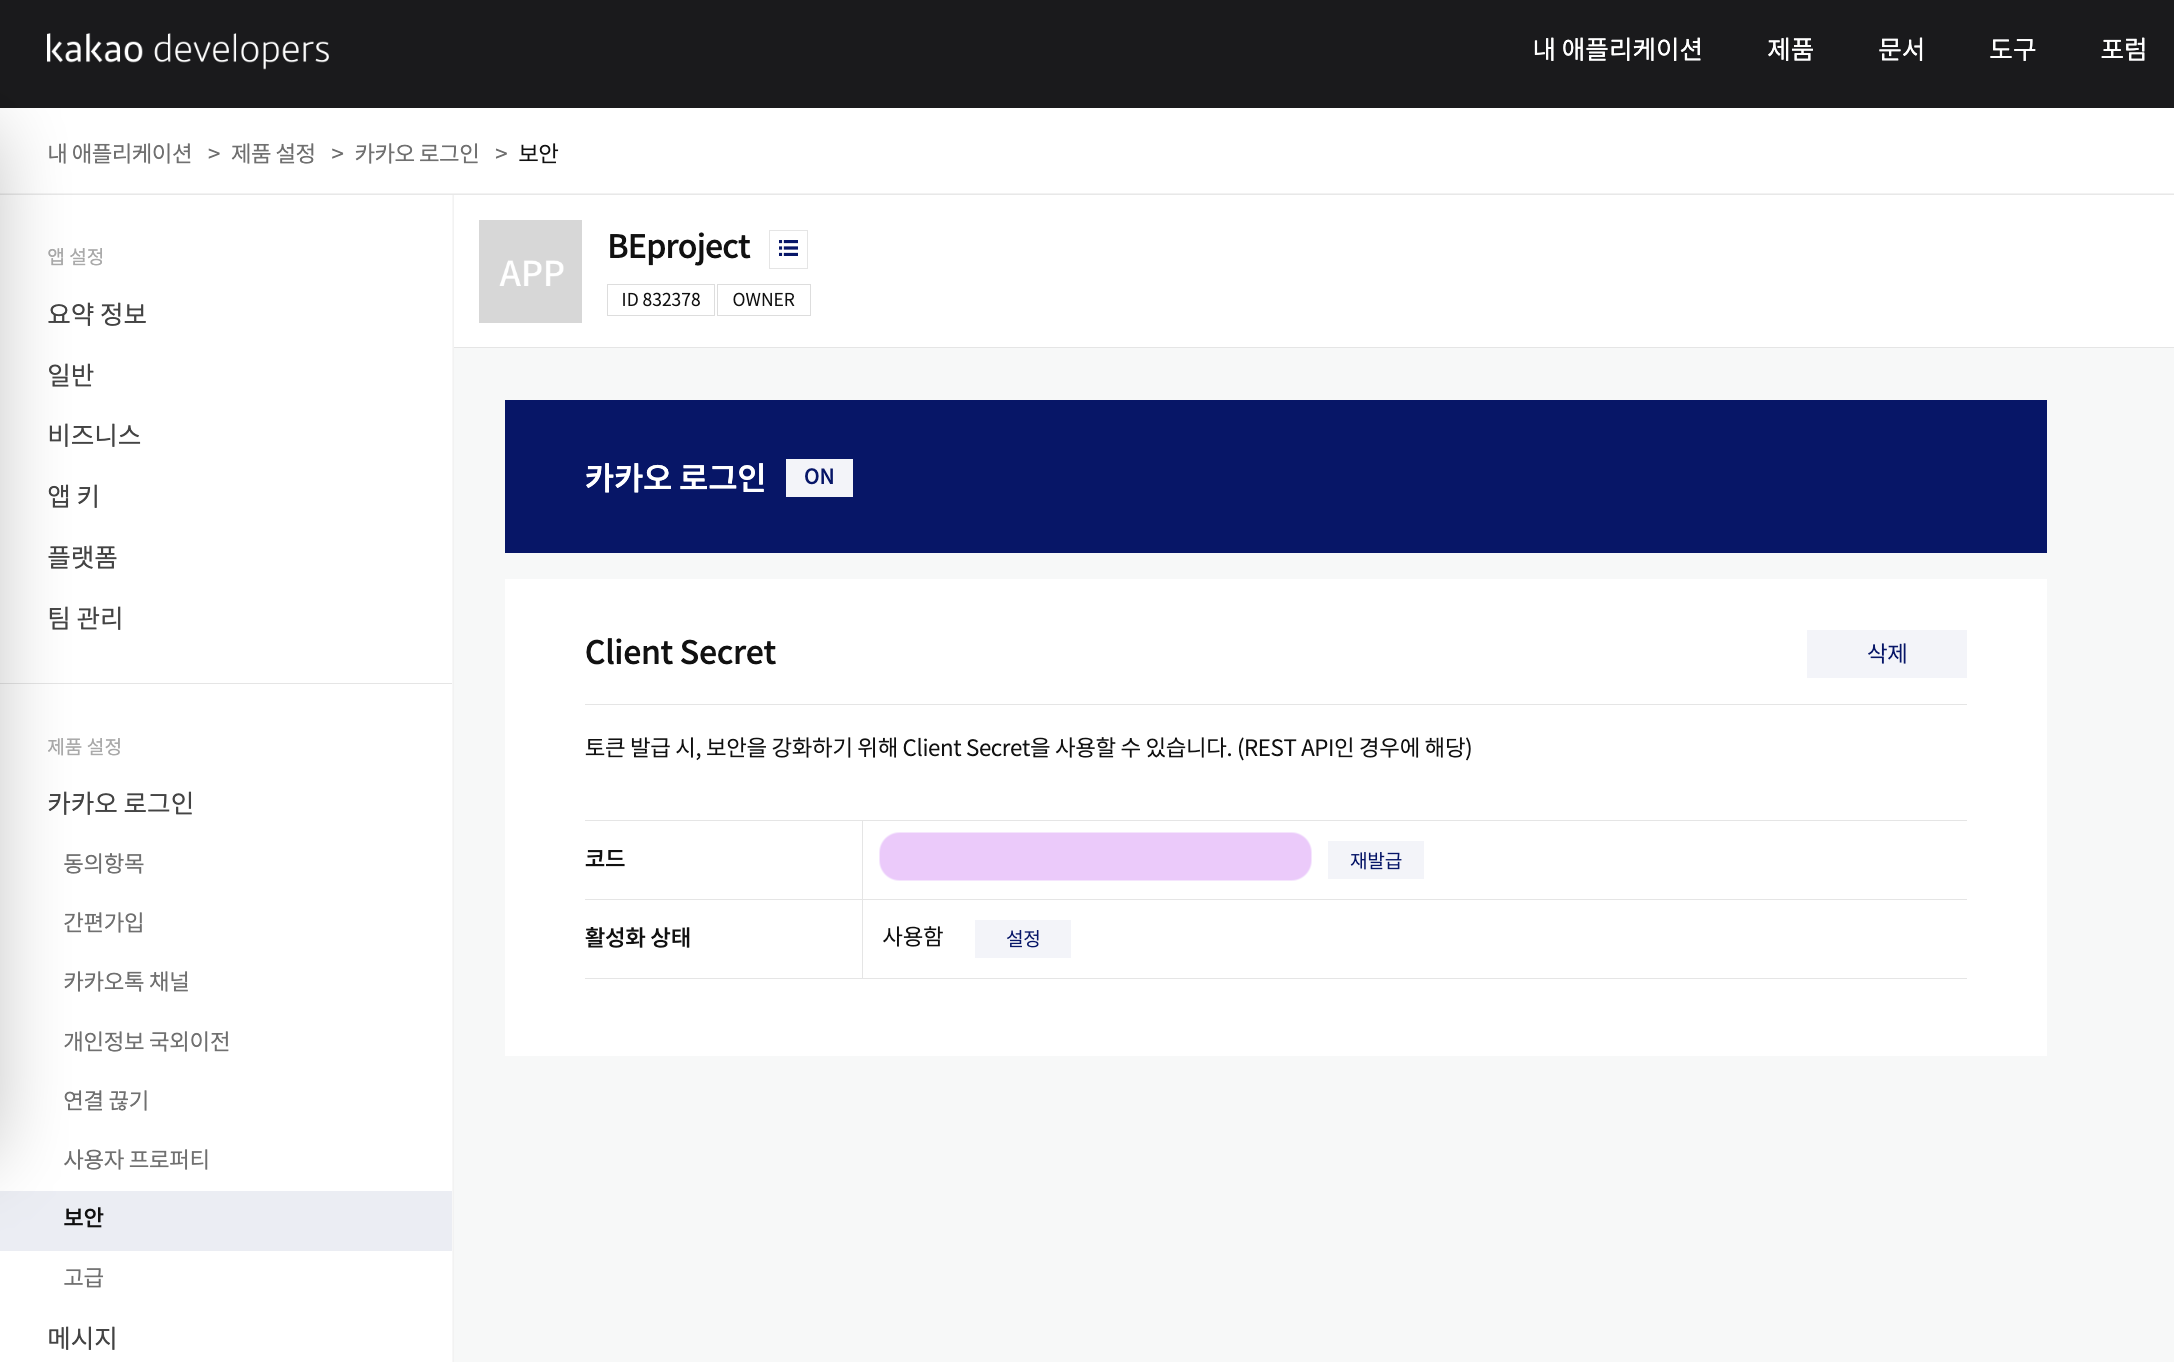 kakao developers
내 애플리케이션 제품 문서 도구 포럼
내 애플리케이션 > 제품 설정 > 카카오 로그인 > 보안
앱 설정
요약 정보
일반
비즈니스
앱 키
플랫폼
팀 관리
제품 설정
카카오 로그인
동의항목
간편가입
카카오톡 채널
개인정보 국외이전
연결 끊기
사용자 프로퍼티
보안
고급
메시지
APP
BEproject
ID 832378 OWNER
카카오 로그인 ON
Client Secret 삭제
토큰 발급 시, 보안을 강화하기 위해 Client Secret을 사용할 수 있습니다. (REST API인 경우에 해당)
코드 재발급
활성화 상태 사용함 설정